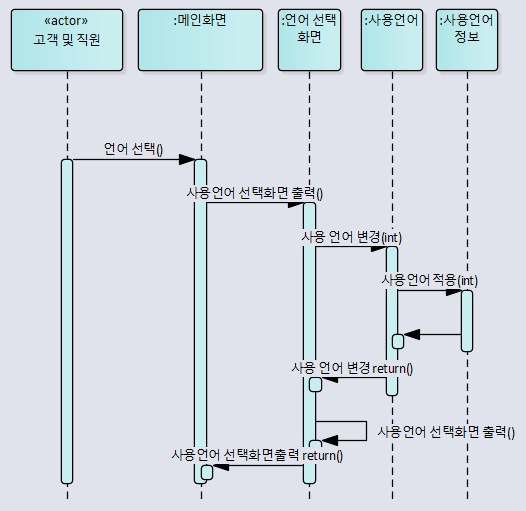 «actor»
고객 및 직원
:메인화면
:언어 선택
화면
:사용언어
:사용언어
정보
언어 선택()
사용언어 선택화면 출력()
사용 언어 변경(int)
사용언어 적용(int)
사용 언어 변경 return()
사용언어 선택화면 출력()
사용언어 선택화면출력 return()